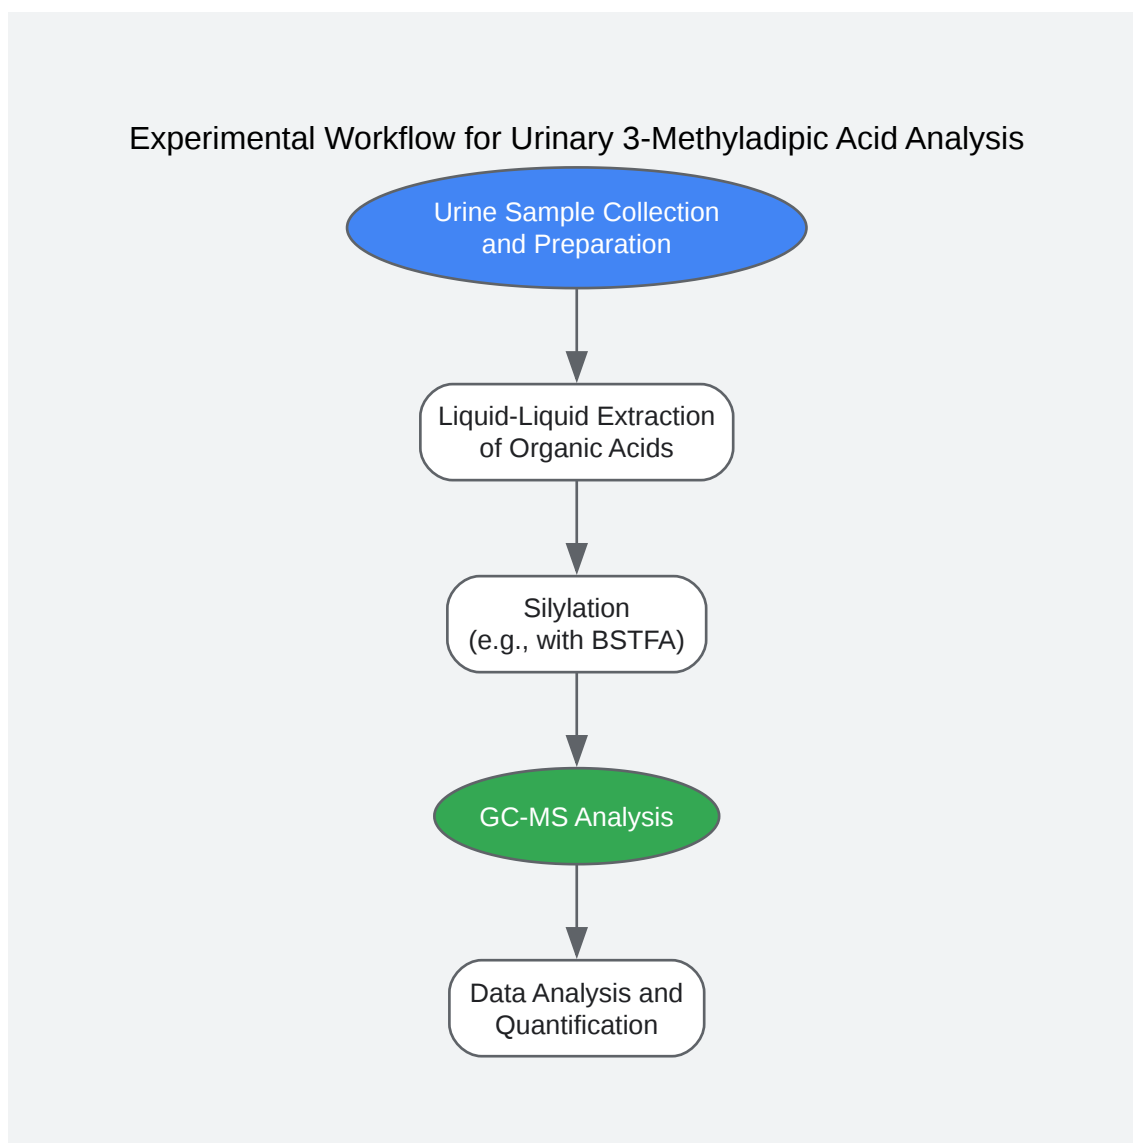 Experimental Workflow for Urinary 3-Methyladipic Acid Analysis
Urine Sample Collection
and Preparation
Liquid-Liquid Extraction
of Organic Acids
Silylation
(e.g., with BSTFA)
GC-MS Analysis
Data Analysis and
Quantification